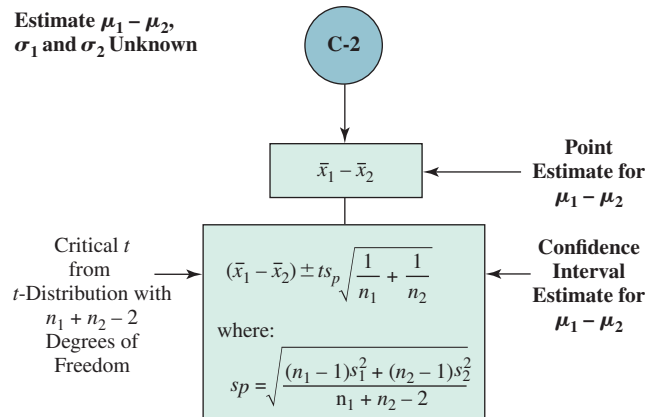 Estimate μ₁ – μ₂,
σ₁ and σ₂ Unknown
C-2
x̄₁ – x̄₂
Point
Estimate for
μ₁ – μ₂
Critical t
from
t-Distribution with
n₁ + n₂ – 2
Degrees of
Freedom
(x̄₁ – x̄₂) ± tsₚ√(1/n₁ + 1/n₂)
where:
sp = √(((n₁ – 1)s₁² + (n₂ – 1)s₂²)/(n₁ + n₂ – 2))
Confidence
Interval
Estimate for
μ₁ – μ₂